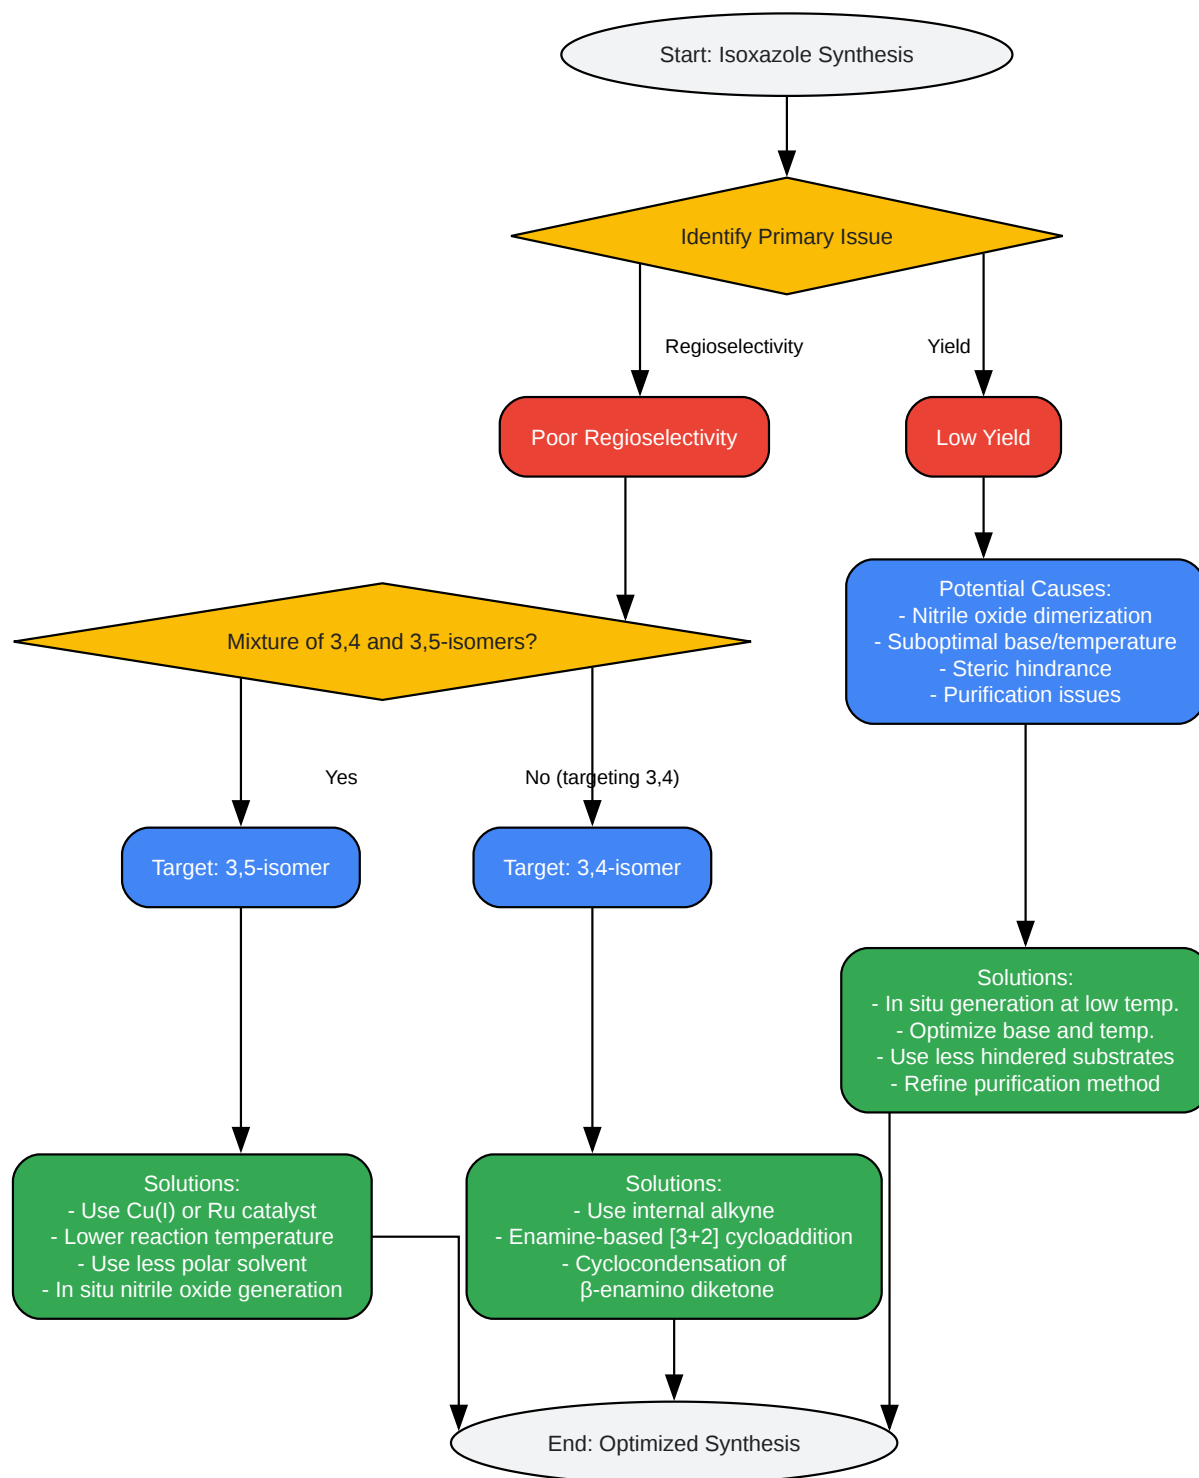 Start: Isoxazole Synthesis
Identify Primary Issue
Regioselectivity
Yield
Poor Regioselectivity
Low Yield
Potential Causes:
- Nitrile oxide dimerization
- Suboptimal base/temperature
- Steric hindrance
- Purification issues
Mixture of 3,4 and 3,5-isomers?
Yes
No (targeting 3,4)
Target: 3,5-isomer
Target: 3,4-isomer
Solutions:
- In situ generation at low temp.
- Optimize base and temp.
- Use less hindered substrates
- Refine purification method
Solutions:
- Use Cu(I) or Ru catalyst
- Lower reaction temperature
- Use less polar solvent
- In situ nitrile oxide generation
Solutions:
- Use internal alkyne
- Enamine-based [3+2] cycloaddition
- Cyclocondensation of
β-enamino diketone
End: Optimized Synthesis